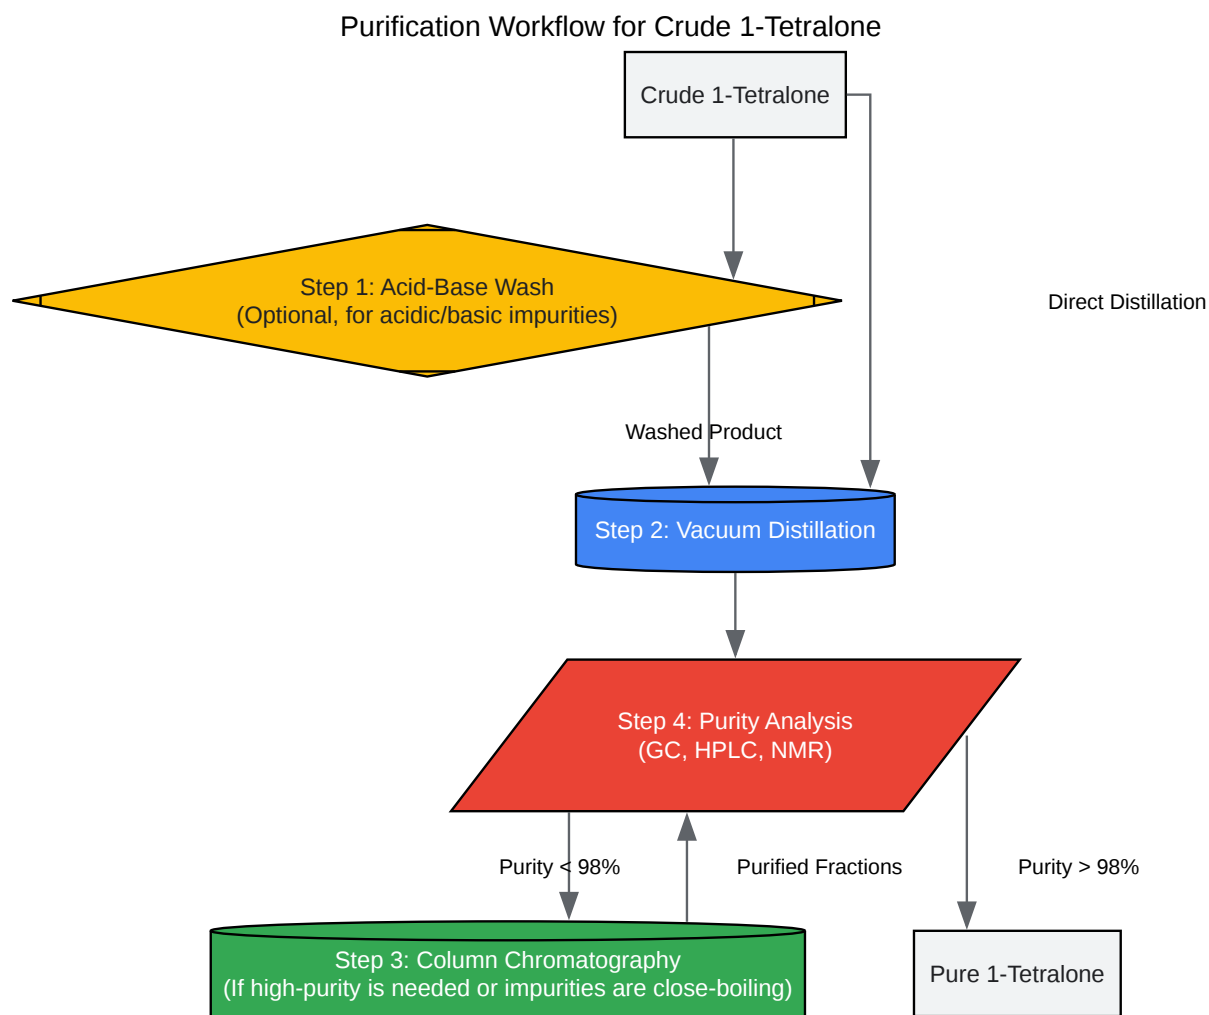 Purification Workflow for Crude 1-Tetralone
Crude 1-Tetralone
Step 1: Acid-Base Wash
(Optional, for acidic/basic impurities)
Direct Distillation
Washed Product
Step 2: Vacuum Distillation
Step 4: Purity Analysis
(GC, HPLC, NMR)
Purity < 98%
Purified Fractions
Purity > 98%
Step 3: Column Chromatography
(If high-purity is needed or impurities are close-boiling)
Pure 1-Tetralone